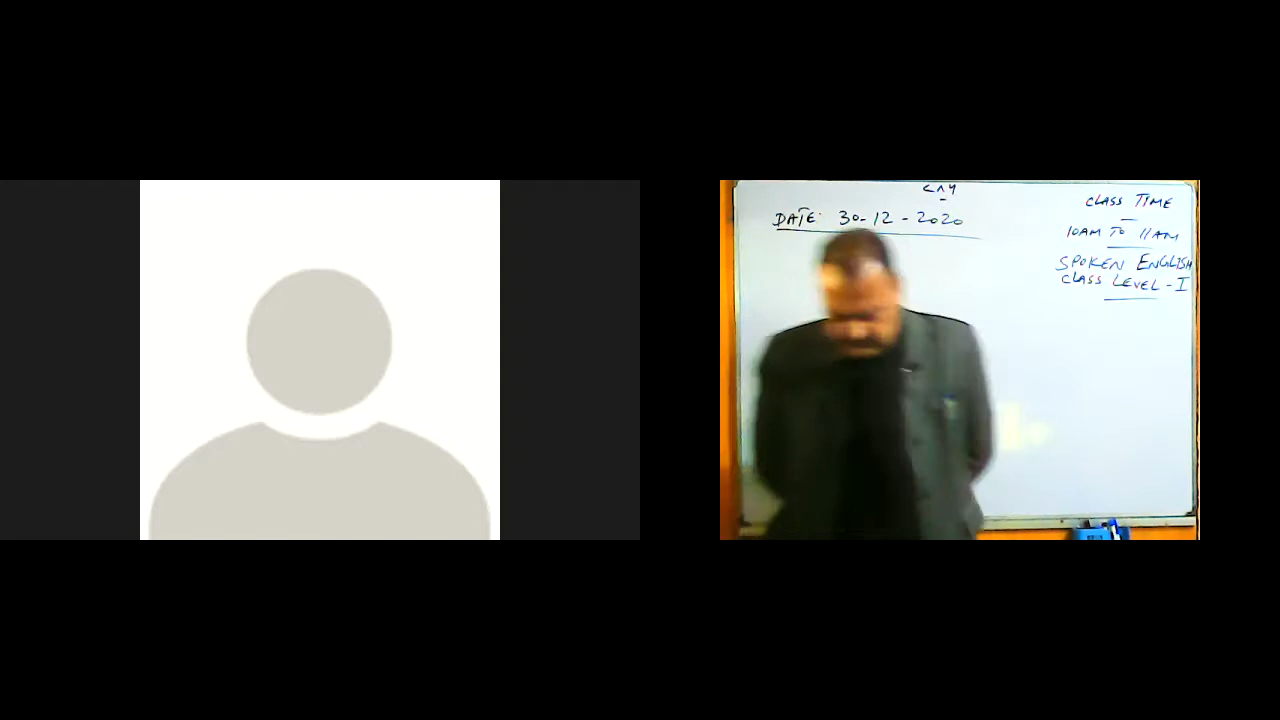 DATE: 30-12-2020
CLASS TIME
10AM TO 11AM
SPOKEN ENGLISH
CLASS LEVEL-I